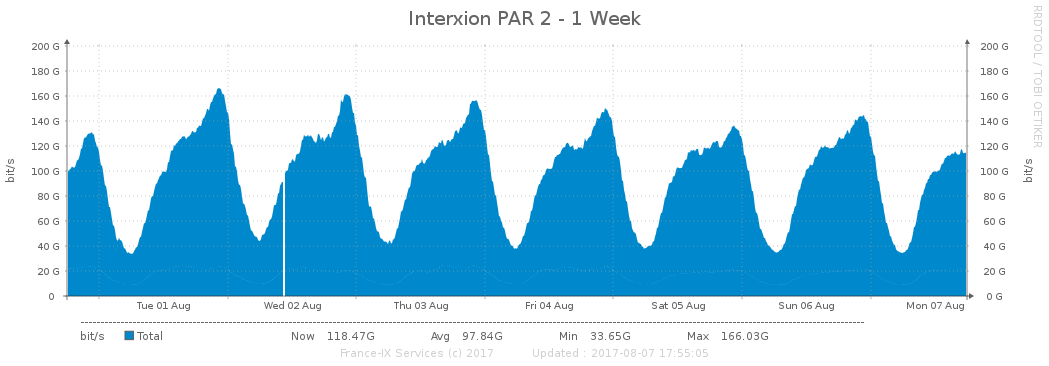 Interxion PAR 2 - 1 Week
RRDTOOL / TOBI OETIKER
200 G 200 G
180 G 180 G
160 G 160 G
140 G 140 G
120 G 120 G
100 G 100 G
80 G 80 G
60 G 60 G
40 G 40 G
20 G 20 G
0 0 G
bit/s bit/s
Tue 01 Aug Wed 02 Aug Thu 03 Aug Fri 04 Aug Sat 05 Aug Sun 06 Aug Mon 07 Aug
bit/s Total Now 118.47G Avg 97.84G Min 33.65G Max 166.03G
France-IX Services (c) 2017 Updated : 2017-08-07 17:55:05